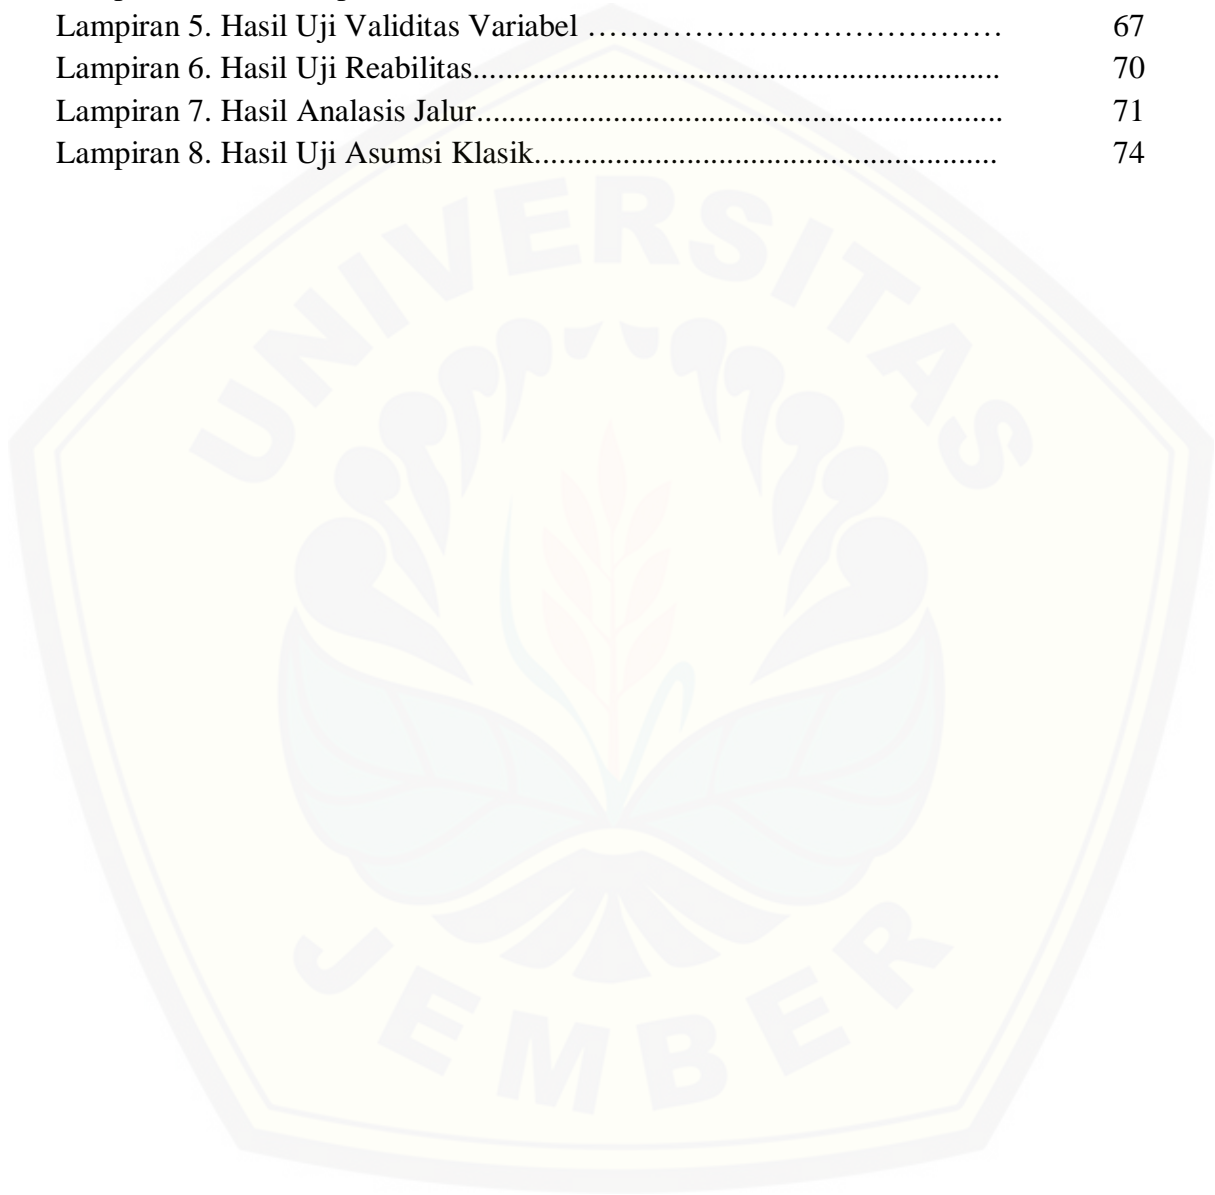 Lampiran 5. Hasil Uji Validitas Variabel ………………………………… 67
Lampiran 6. Hasil Uji Reabilitas................................................................ 70
Lampiran 7. Hasil Analasis Jalur................................................................ 71
Lampiran 8. Hasil Uji Asumsi Klasik........................................................ 74
UNIVERSITAS
JEMBER